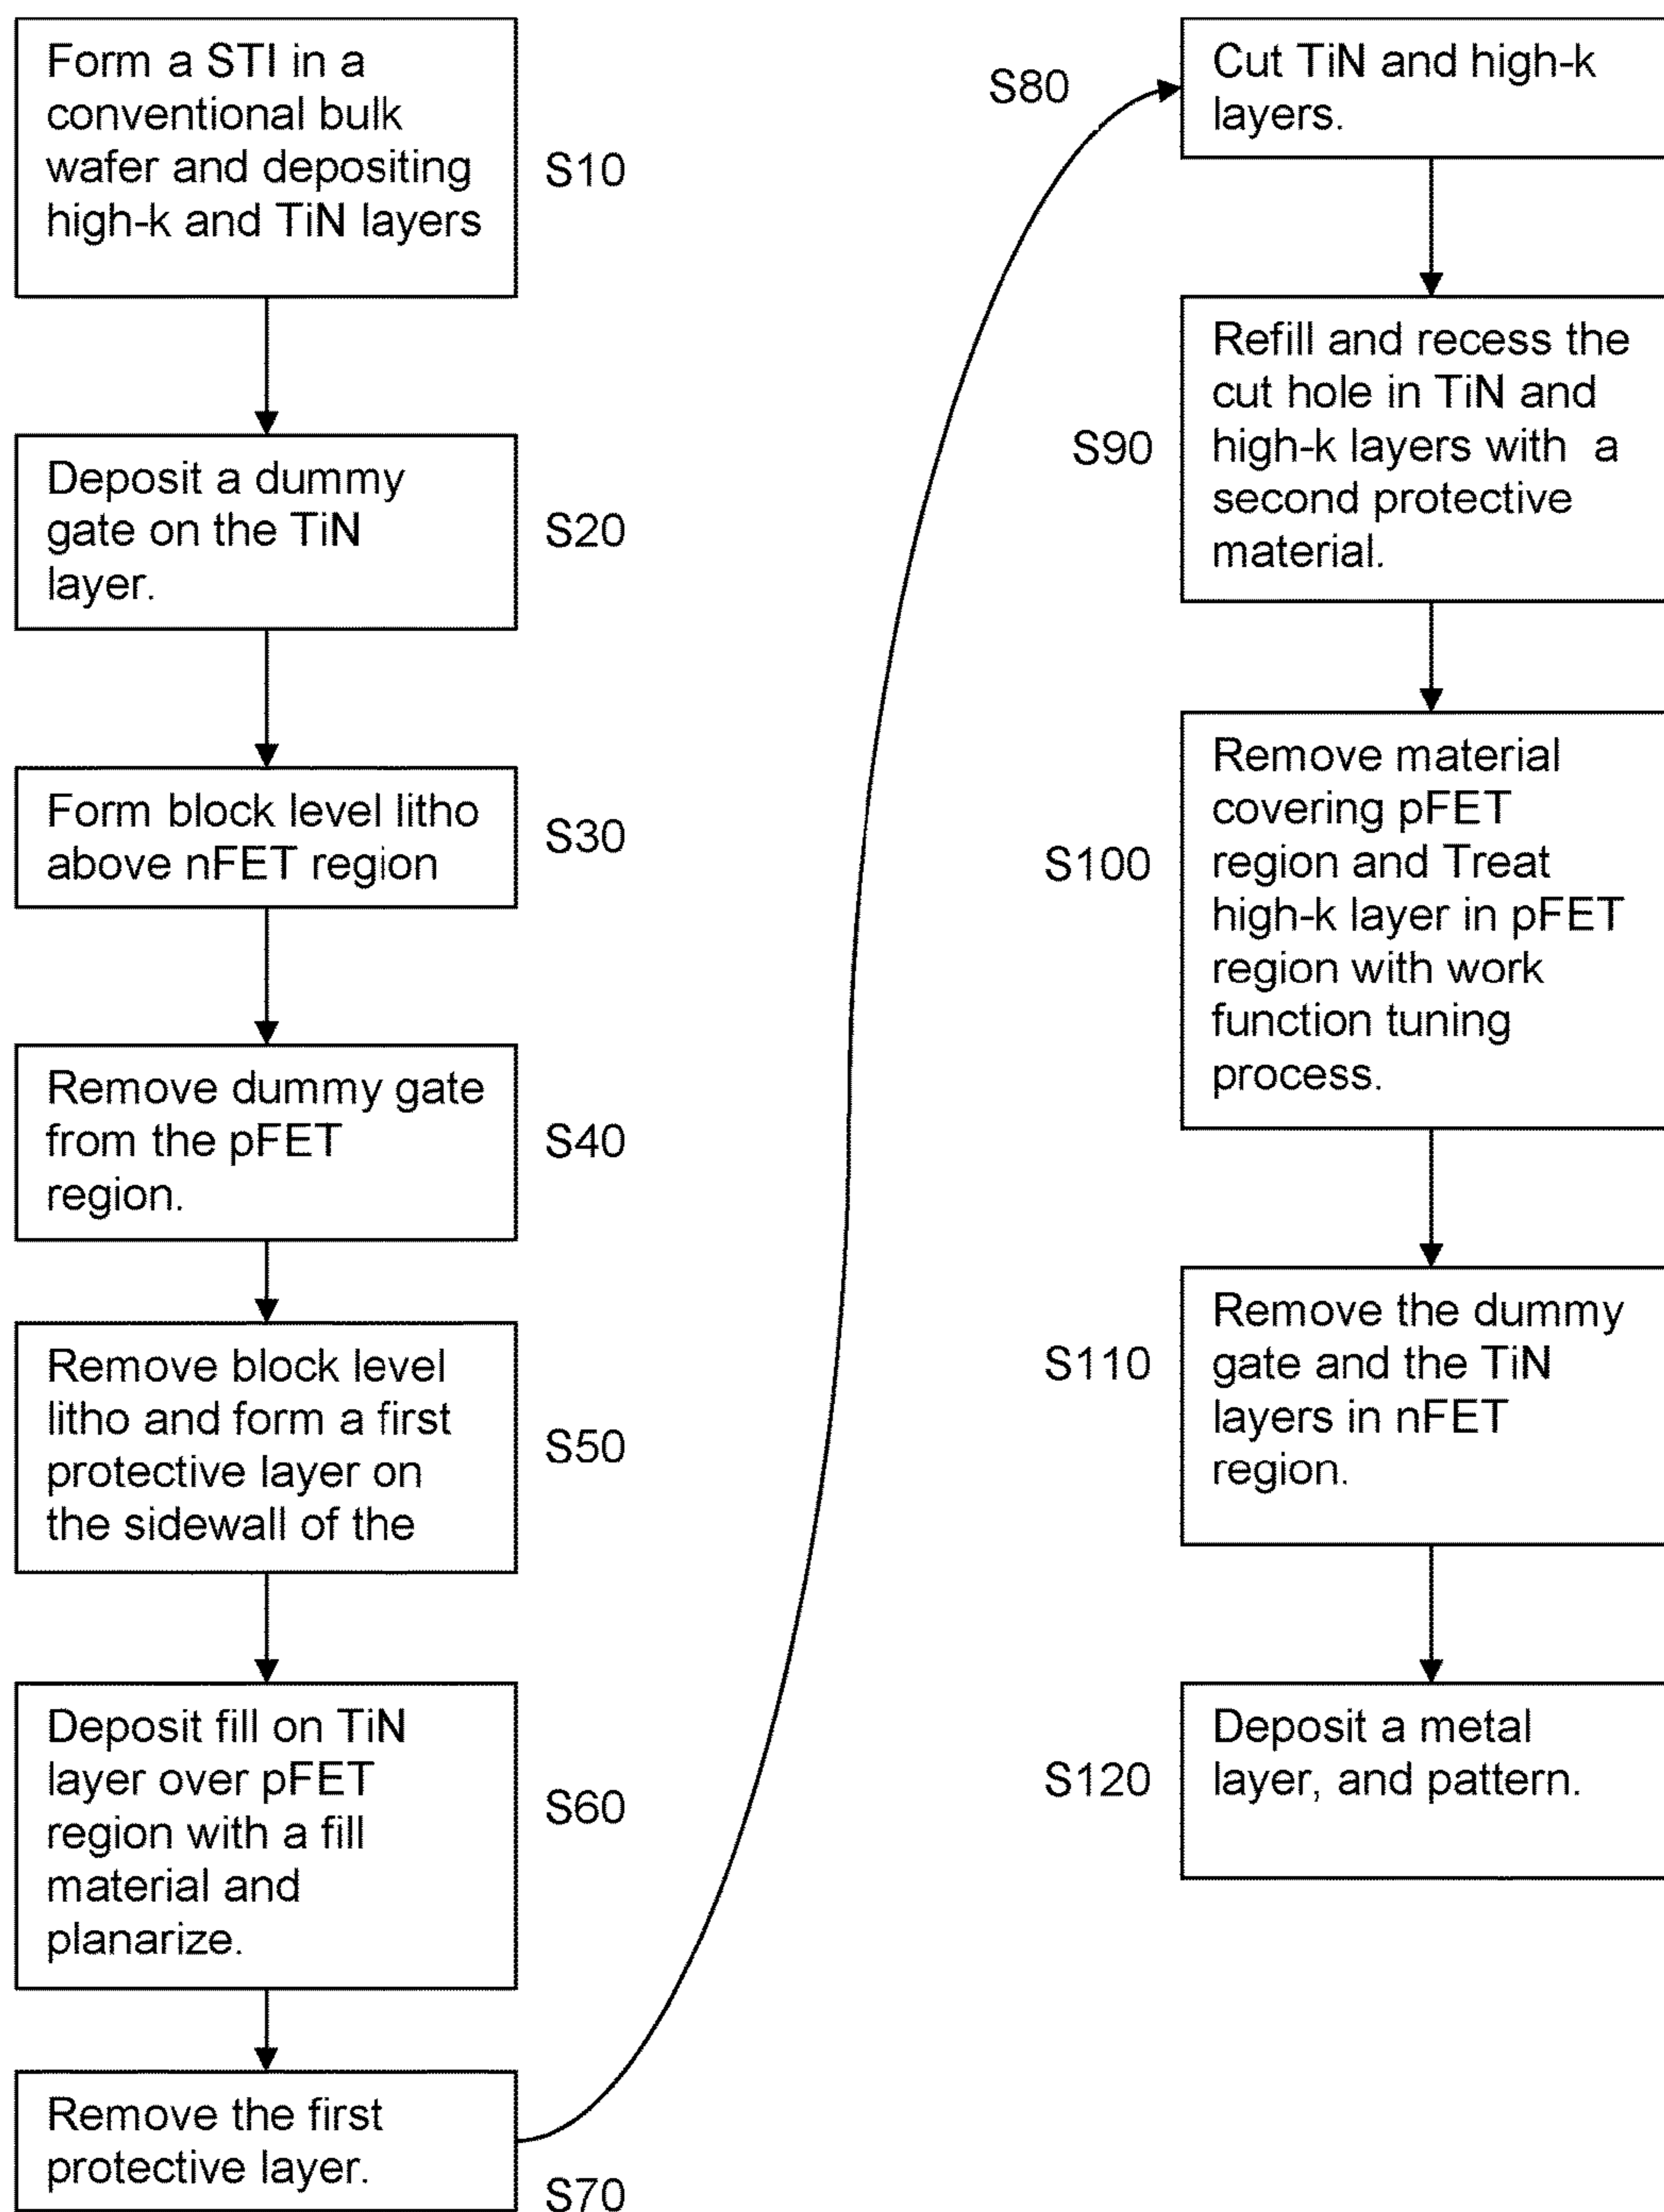 Form a STI in a
conventional bulk
wafer and depositing
high-k and TiN layers
S10
Deposit a dummy
gate on the TiN
layer.
S20
Form block level litho
above nFET region
S30
Remove dummy gate
from the pFET
region.
S40
Remove block level
litho and form a first
protective layer on
the sidewall of the
S50
Deposit fill on TiN
layer over pFET
region with a fill
material and
planarize.
S60
Remove the first
protective layer.
S70
S80
Cut TiN and high-k
layers.
Refill and recess the
cut hole in TiN and
high-k layers with a
second protective
material.
S90
Remove material
covering pFET
region and Treat
high-k layer in pFET
region with work
function tuning
process.
S100
Remove the dummy
gate and the TiN
layers in nFET
region.
S110
Deposit a metal
layer, and pattern.
S120